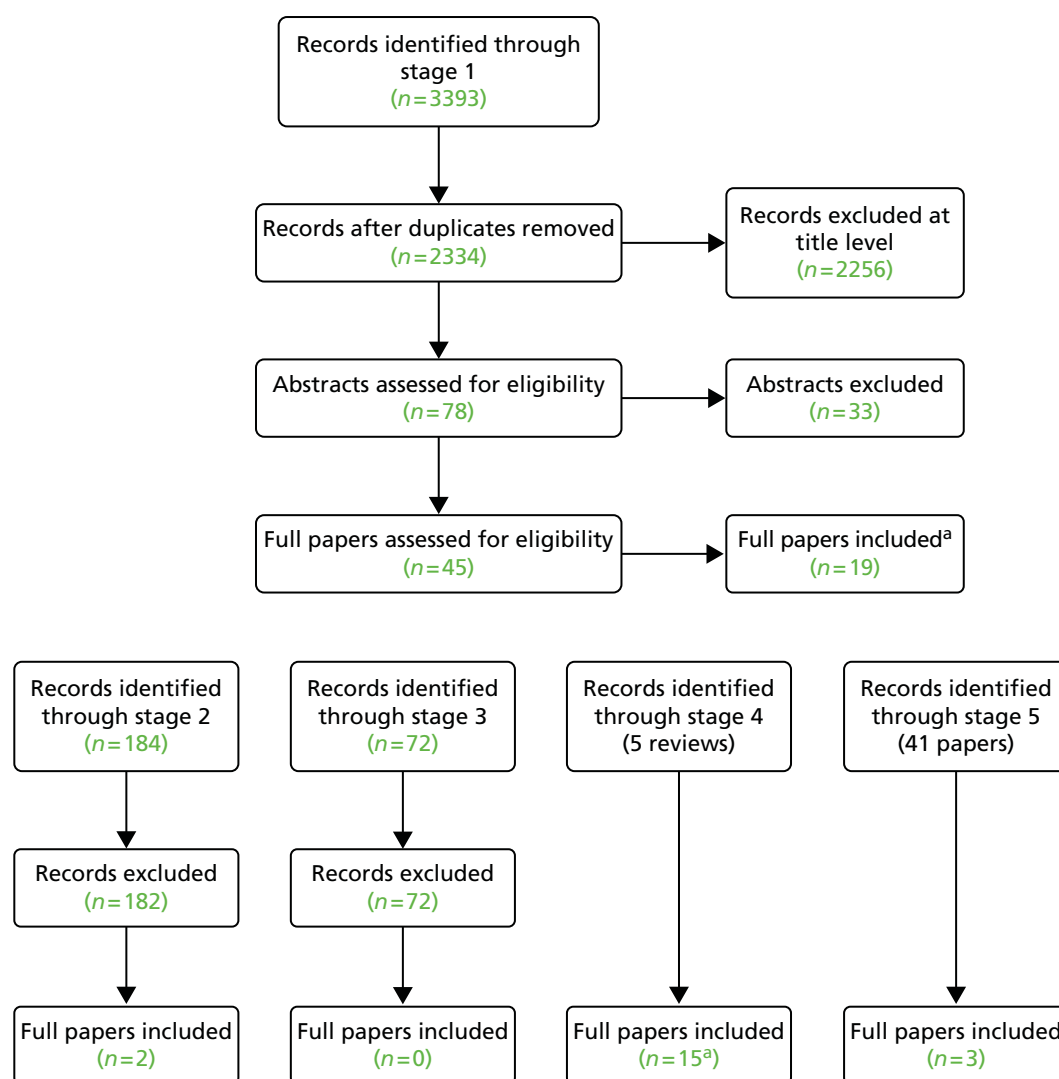 Records identified through
stage 1
(n=3393)
Records after duplicates removed
(n=2334)
Records excluded at
title level
(n=2256)
Abstracts assessed for eligibility
(n=78)
Abstracts excluded
(n=33)
Full papers assessed for eligibility
(n=45)
Full papers includedᵃ
(n=19)
Records identified
through stage 2
(n=184)
Records excluded
(n=182)
Full papers included
(n=2)
Records identified
through stage 3
(n=72)
Records excluded
(n=72)
Full papers included
(n=0)
Records identified
through stage 4
(5 reviews)
Full papers included
(n=15ᵃ)
Records identified
through stage 5
(41 papers)
Full papers included
(n=3)